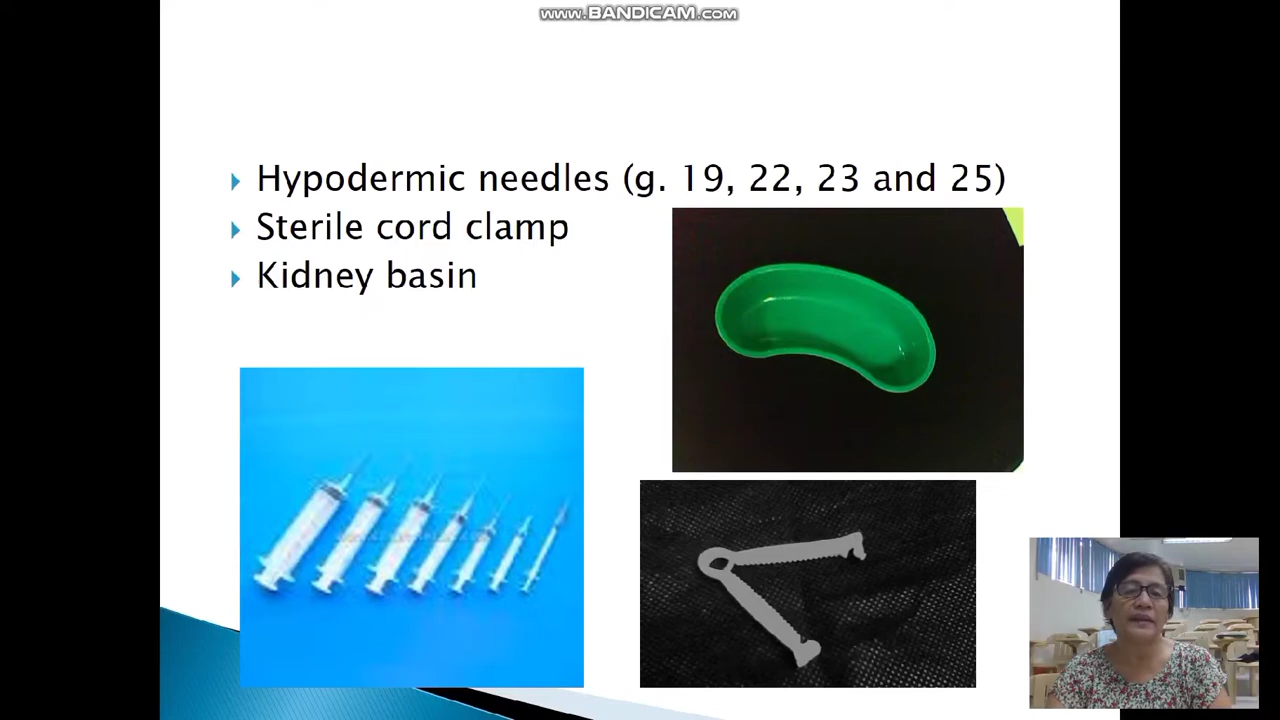 www.BANDICAM.com
Hypodermic needles (g. 19, 22, 23 and 25)
Sterile cord clamp
Kidney basin